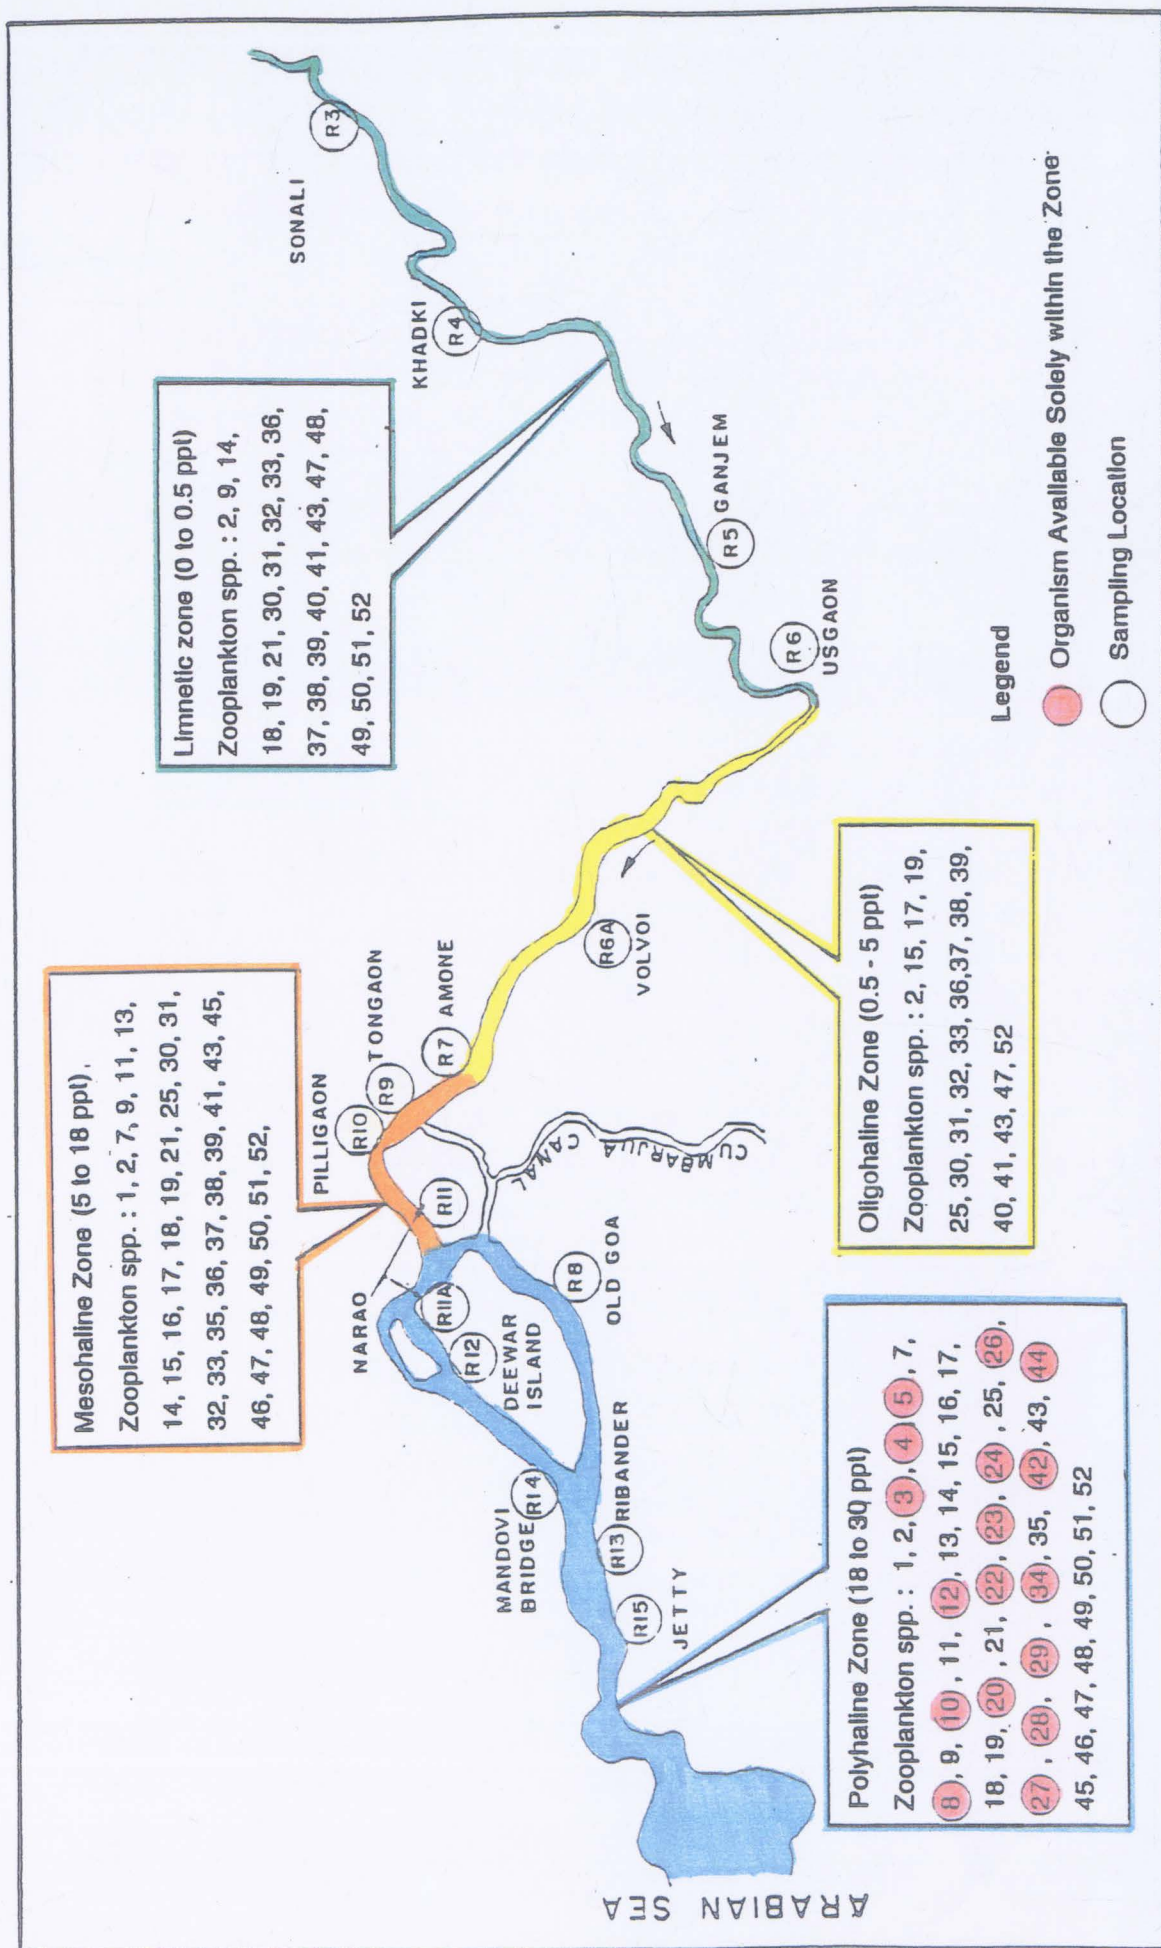 Mesohaline Zone (5 to 18 ppt),
Zooplankton spp. : 1, 2, 7, 9, 11, 13,
14, 15, 16, 17, 18, 19, 21, 25, 30, 31,
32, 33, 35, 36, 37, 38, 39, 41, 43, 45,
46, 47, 48, 49, 50, 51, 52,
Limnetic zone (0 to 0.5 ppt)
Zooplankton spp. : 2, 9, 14,
18, 19, 21, 30, 31, 32, 33, 36,
37, 38, 39, 40, 41, 43, 47, 48,
49, 50, 51, 52
SONALI
R3
KHADKI
R4
R5
GANJEM
R6
USGAON
R6A
VOLVOI
R7
AMONE
R9
TONGAON
R10
PILLIGAON
R11
NARAO
R11A
R12
DEEWAR
ISLAND
R8
OLD GOA
CUMBARJUA
CANAL
MANDOVI
BRIDGE
R14
R13
RIBANDER
R15
JETTY
ARABIAN SEA
Polyhaline Zone (18 to 30 ppt)
Zooplankton spp. : 1, 2, 3, 4, 5, 7,
8, 9, 10, 11, 12, 13, 14, 15, 16, 17,
18, 19, 20, 21, 22, 23, 24, 25, 26,
27, 28, 29, 34, 35, 42, 43, 44
45, 46, 47, 48, 49, 50, 51, 52
Oligohaline Zone (0.5 - 5 ppt)
Zooplankton spp. : 2, 15, 17, 19,
25, 30, 31, 32, 33, 36,37, 38, 39,
40, 41, 43, 47, 52
Legend
Organism Available Solely within the Zone
Sampling Location